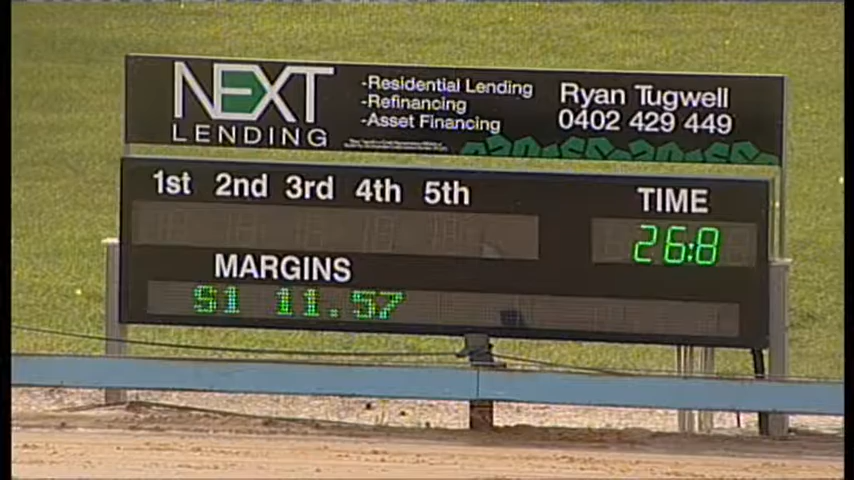 NEXT
LENDING
-Residential Lending
-Refinancing
-Asset Financing
Ryan Tugwell
0402 429 449
1st 2nd 3rd 4th 5th
TIME
26:8
MARGINS
S1 11.57